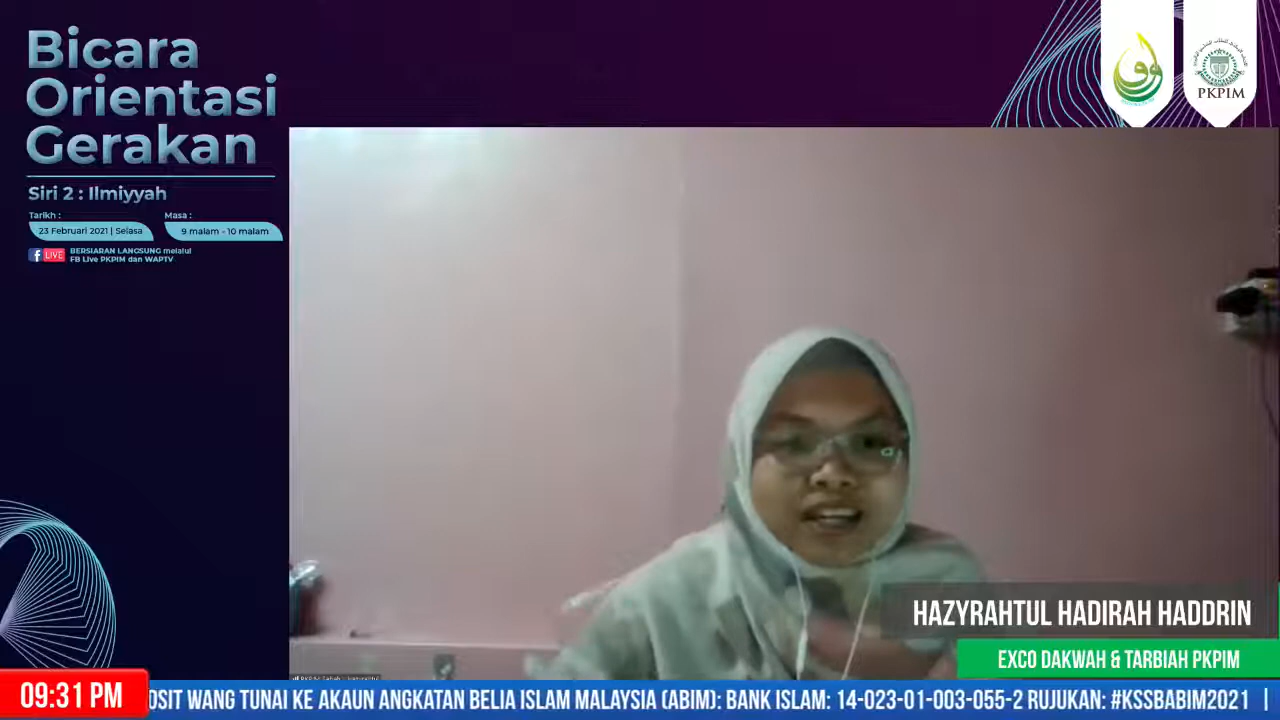 Bicara
Orientasi
Gerakan
Siri 2 : Ilmiyyah
Tarikh :
23 Februari 2021 | Selasa
Masa :
9 malam - 10 malam
f LIVE
BERSIARAN LANGSUNG melalui
FB Live PKPIM dan WAPTV
PKPIM
HAZYRAHTUL HADIRAH HADDRIN
EXCO DAKWAH & TARBIAH PKPIM
09:31 PM
OSIT WANG TUNAI KE AKAUN ANGKATAN BELIA ISLAM MALAYSIA (ABIM): BANK ISLAM: 14-023-01-003-055-2 RUJUKAN: #KSSBABIM2021 |